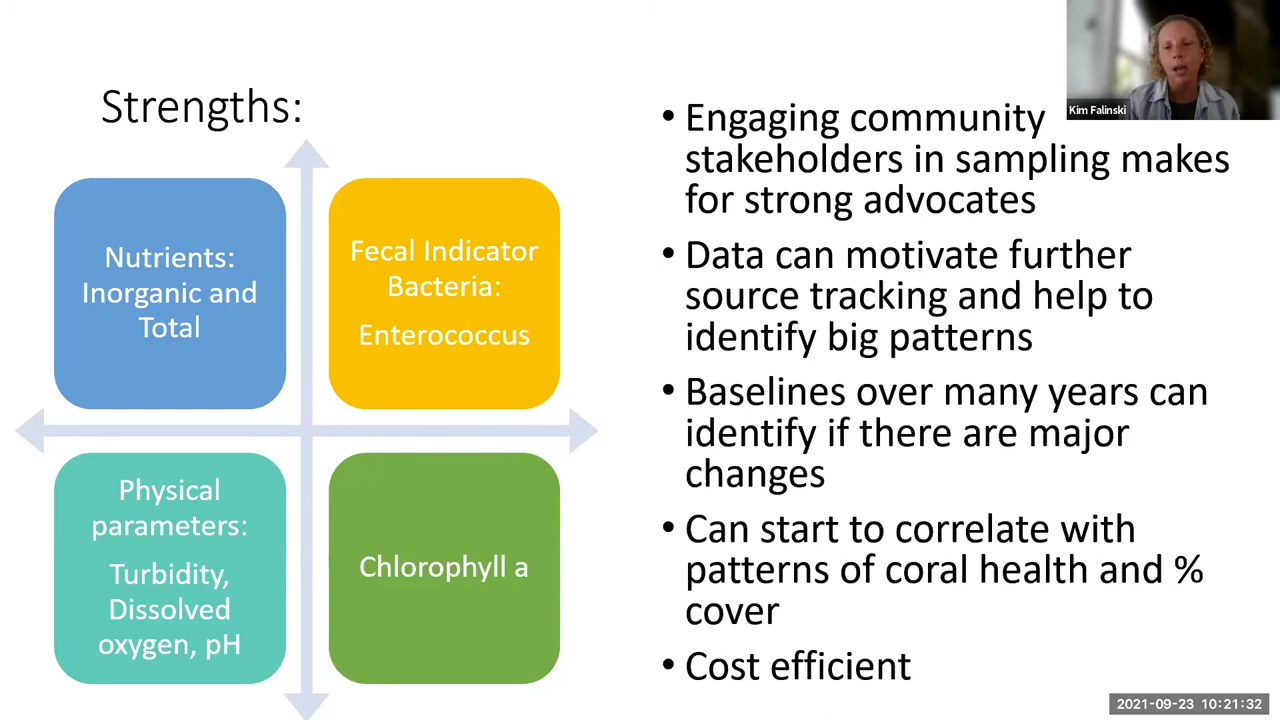 Strengths:
Nutrients:
Inorganic and
Total
Fecal Indicator
Bacteria:
Enterococcus
Physical
parameters:
Turbidity,
Dissolved
oxygen, pH
Chlorophyll a
• Engaging community
stakeholders in sampling makes
for strong advocates
• Data can motivate further
source tracking and help to
identify big patterns
• Baselines over many years can
identify if there are major
changes
• Can start to correlate with
patterns of coral health and %
cover
• Cost efficient
Kim Falinski
2021-09-23 10:21:32